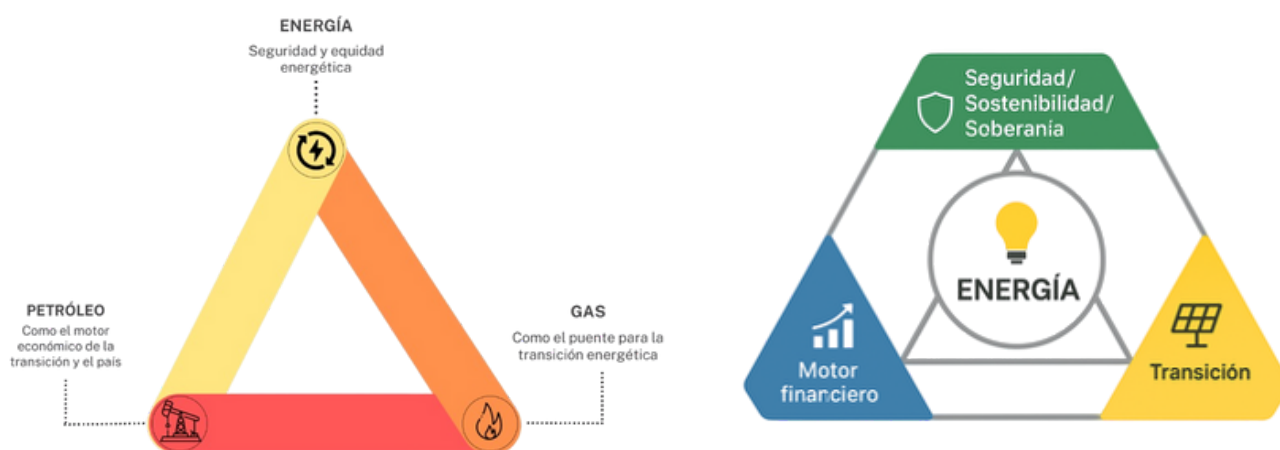 ENERGÍA
Seguridad y equidad
energética
PETRÓLEO
Como el motor
económico de la
transición y el país
GAS
Como el puente para la
transición energética
Seguridad/
Sostenibilidad/
Soberanía
ENERGÍA
Motor
financiero
Transición